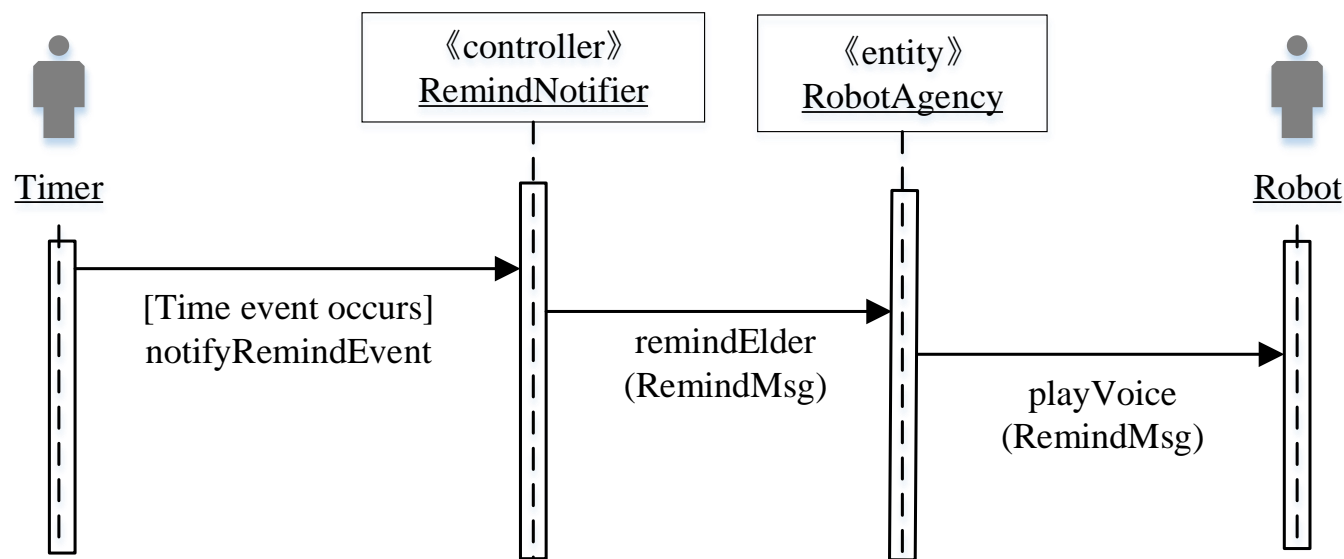 《controller》
RemindNotifier
《entity》
RobotAgency
Timer
Robot
[Time event occurs]
notifyRemindEvent
remindElder
(RemindMsg)
playVoice
(RemindMsg)